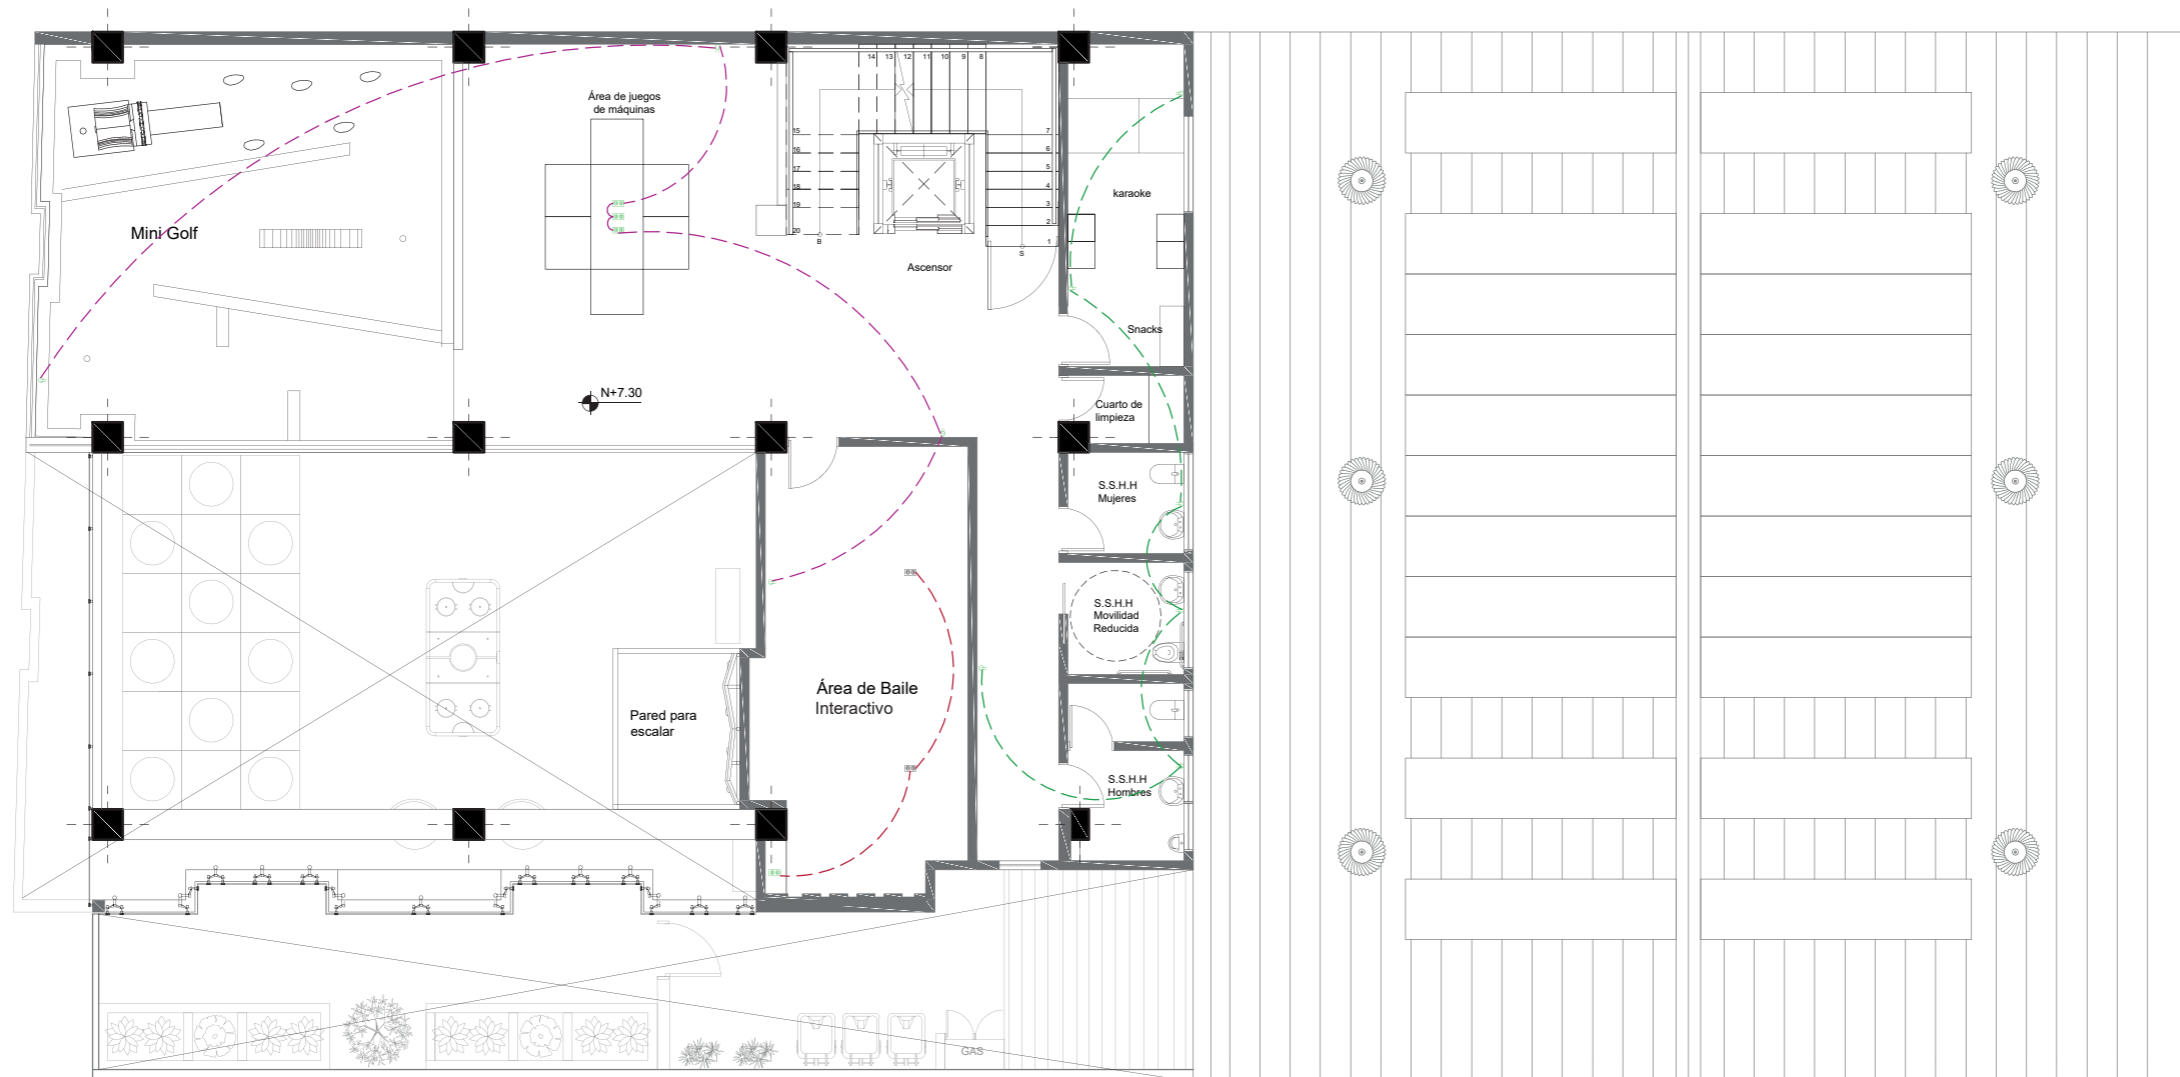 Área de juegos
de máquinas
14 13 12 11 10 9 8
15
16
17
18
19
20
B
7
6
5
4
3
2
1
S
Ascensor
karaoke
Snacks
Mini Golf
N+7.30
Cuarto de
limpieza
S.S.H.H
Mujeres
S.S.H.H
Movilidad
Reducida
Área de Baile
Interactivo
Pared para
escalar
S.S.H.H
Hombres
GAS